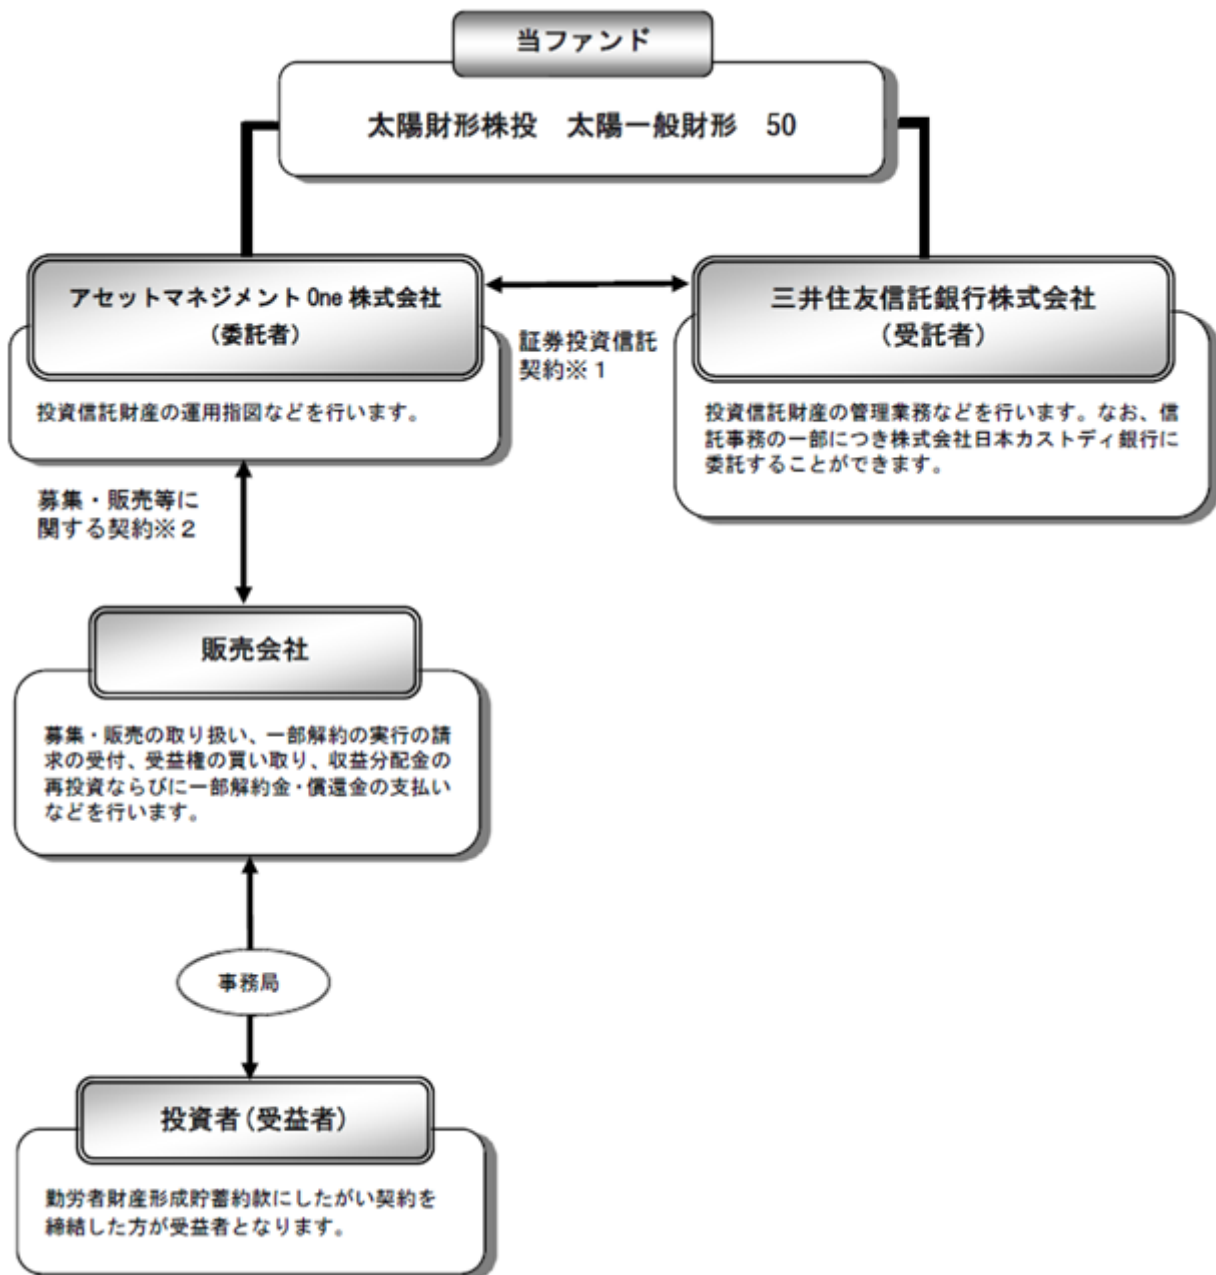 当ファンド
太陽財形株投　太陽一般財形　50
アセットマネジメント One 株式会社
（委託者）
投資信託財産の運用指図などを行います。
証券投資信託
契約※１
三井住友信託銀行株式会社
（受託者）
投資信託財産の管理業務などを行います。なお、信
託事務の一部につき株式会社日本カストディ銀行に
委託することができます。
募集・販売等に
関する契約※２
販売会社
募集・販売の取り扱い、一部解約の実行の請
求の受付、受益権の買い取り、収益分配金の
再投資ならびに一部解約金・償還金の支払い
などを行います。
事務局
投資者（受益者）
勤労者財産形成貯蓄約款にしたがい契約を
締結した方が受益者となります。